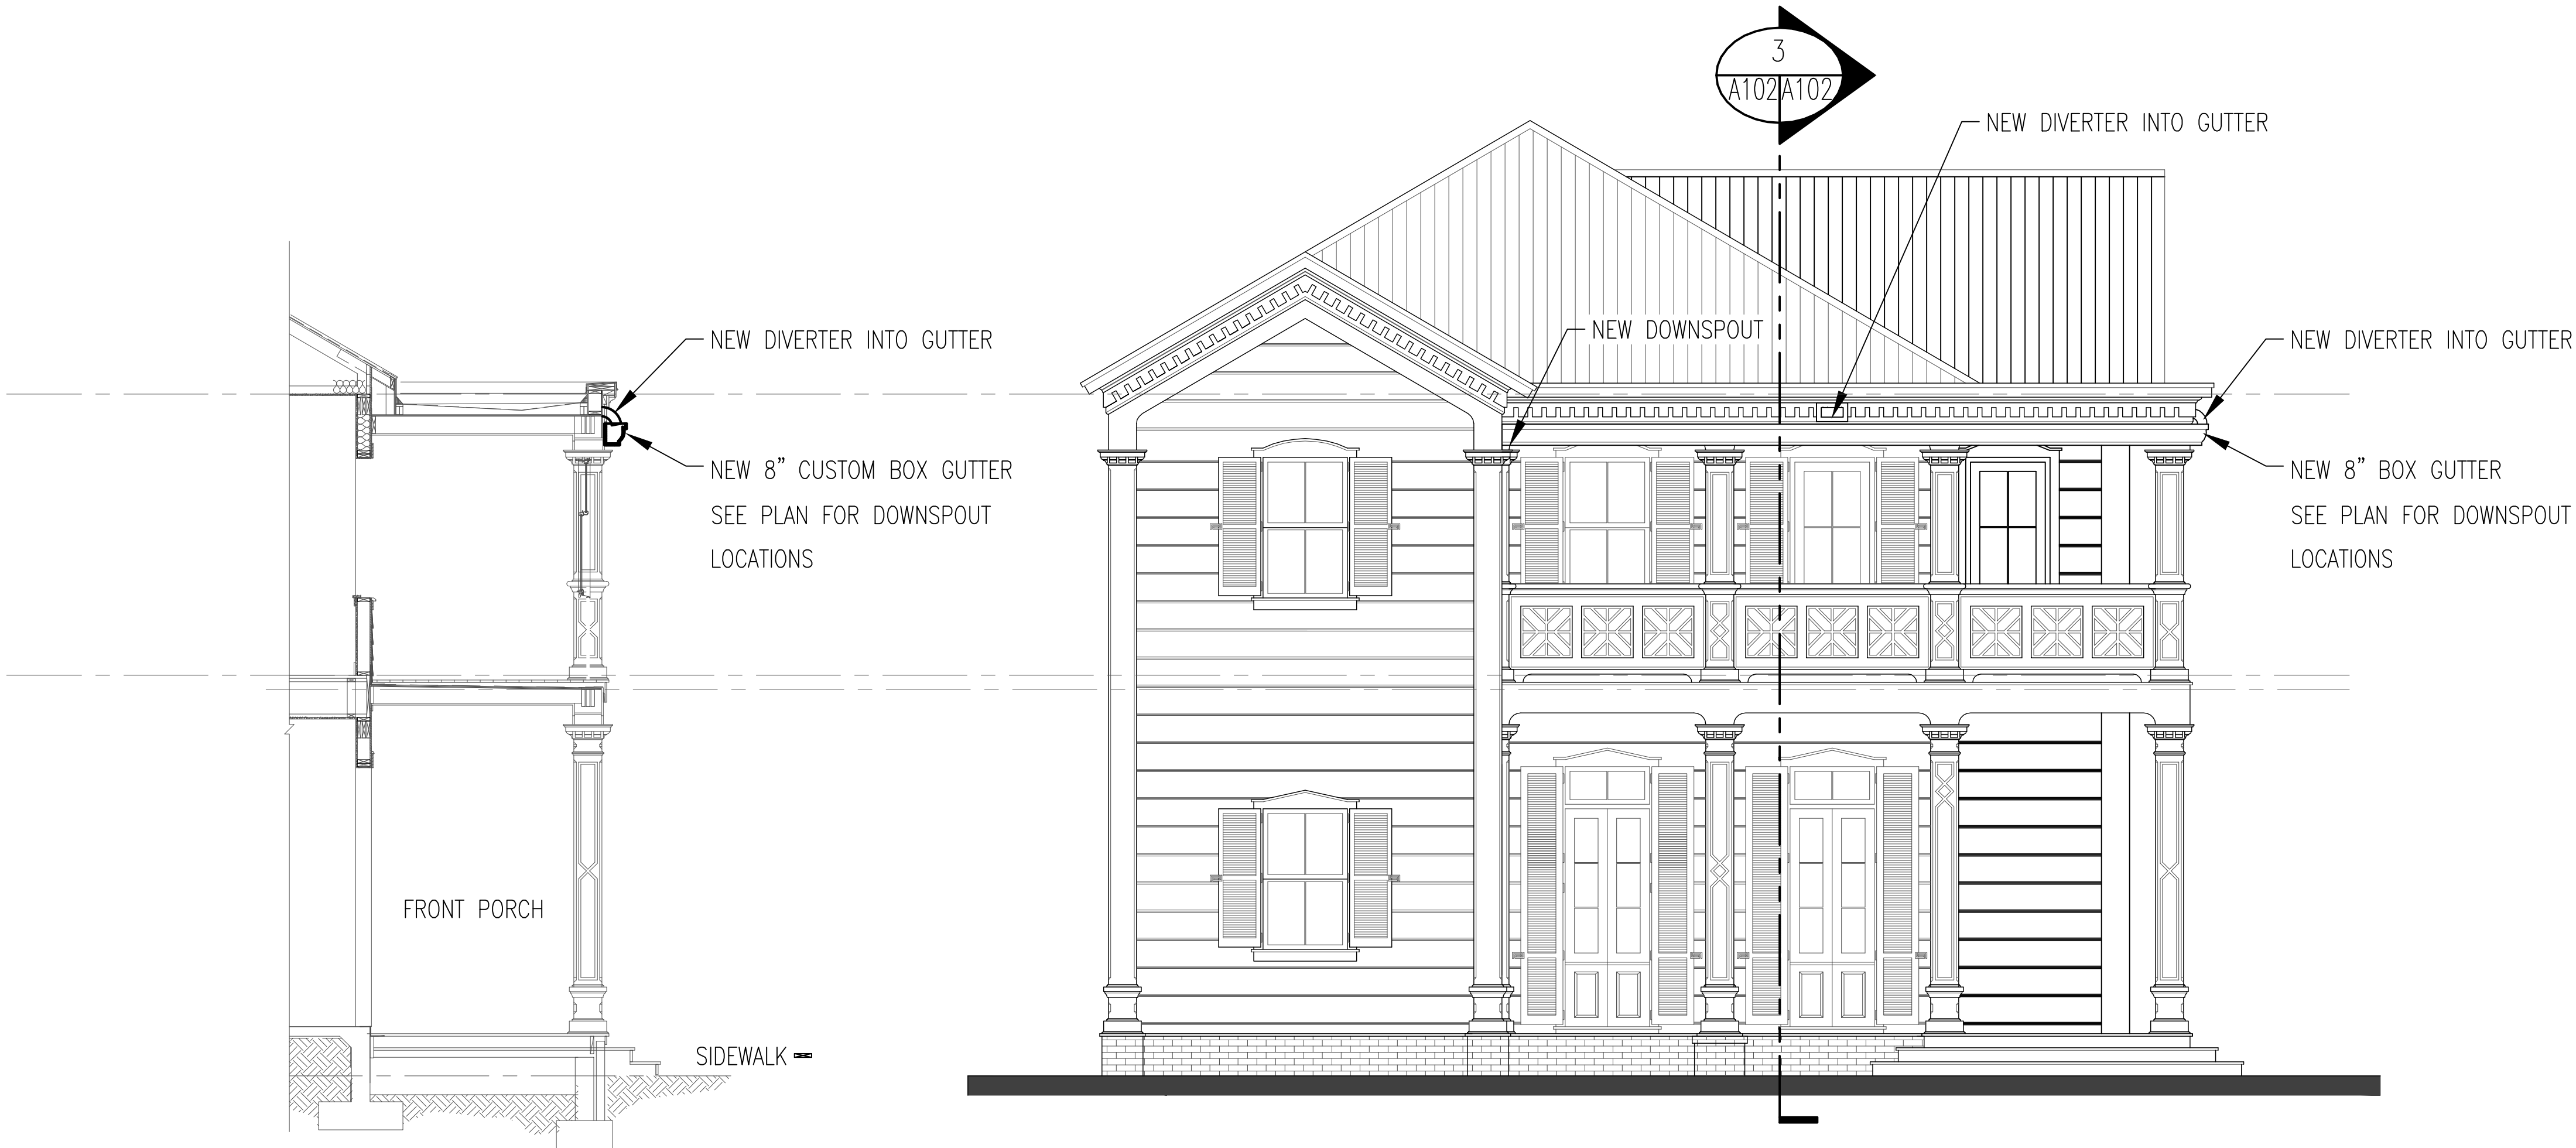 3
A102 A102
NEW DIVERTER INTO GUTTER
NEW DIVERTER INTO GUTTER
NEW 8" CUSTOM BOX GUTTER
SEE PLAN FOR DOWNSPOUT
LOCATIONS
FRONT PORCH
SIDEWALK
NEW DOWNSPOUT
NEW DIVERTER INTO GUTTER
NEW 8" BOX GUTTER
SEE PLAN FOR DOWNSPOUT
LOCATIONS